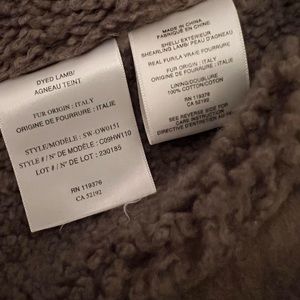 DYED LAMB/
AGNEAU TEINT
FUR ORIGIN : ITALY
ORIGINE DE FOURRURE : ITALIE
STYLE/MODÈLE : SW-OW0151
STYLE # / N° DE MODÈLE : C09HW110
LOT # / N° DE LOT : 230185
RN 119376
CA 52192
MADE IN CHINA
FABRIQUÉ EN CHINE
SHELL/ EXTÉRIEUR
SHEARLING LAMB/ PEAU D'AGNEAU
REAL FUR/LA VRAIE FOURRURE
FUR ORIGIN: ITALY
ORIGINE DE FOURRURE: ITALIE
LINING/DOUBLURE
100% COTTON/COTON
RN 119376
CA 52192
SEE REVERSE SIDE FOR CARE
INSTRUCTION/ VOIR CÔTÉ
DIRECTIVE D'ENTRETIEN AU